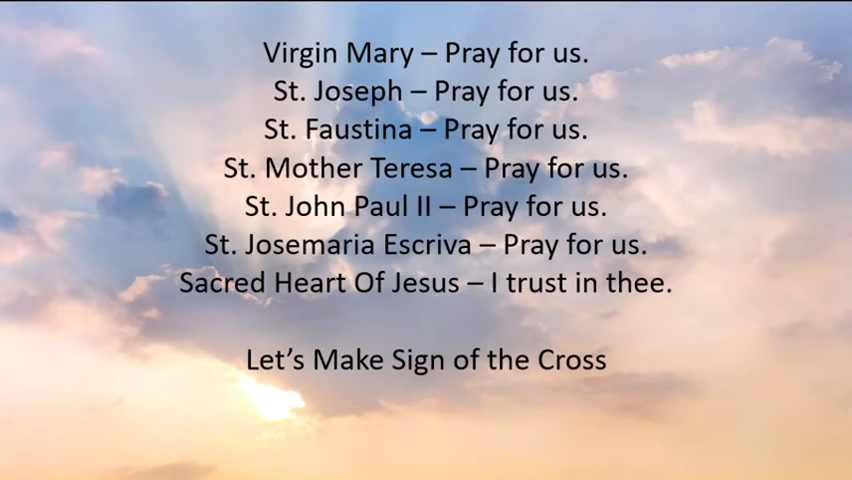 Virgin Mary – Pray for us.
St. Joseph – Pray for us.
St. Faustina – Pray for us.
St. Mother Teresa – Pray for us.
St. John Paul II – Pray for us.
St. Josemaria Escriva – Pray for us.
Sacred Heart Of Jesus – I trust in thee.
Let’s Make Sign of the Cross